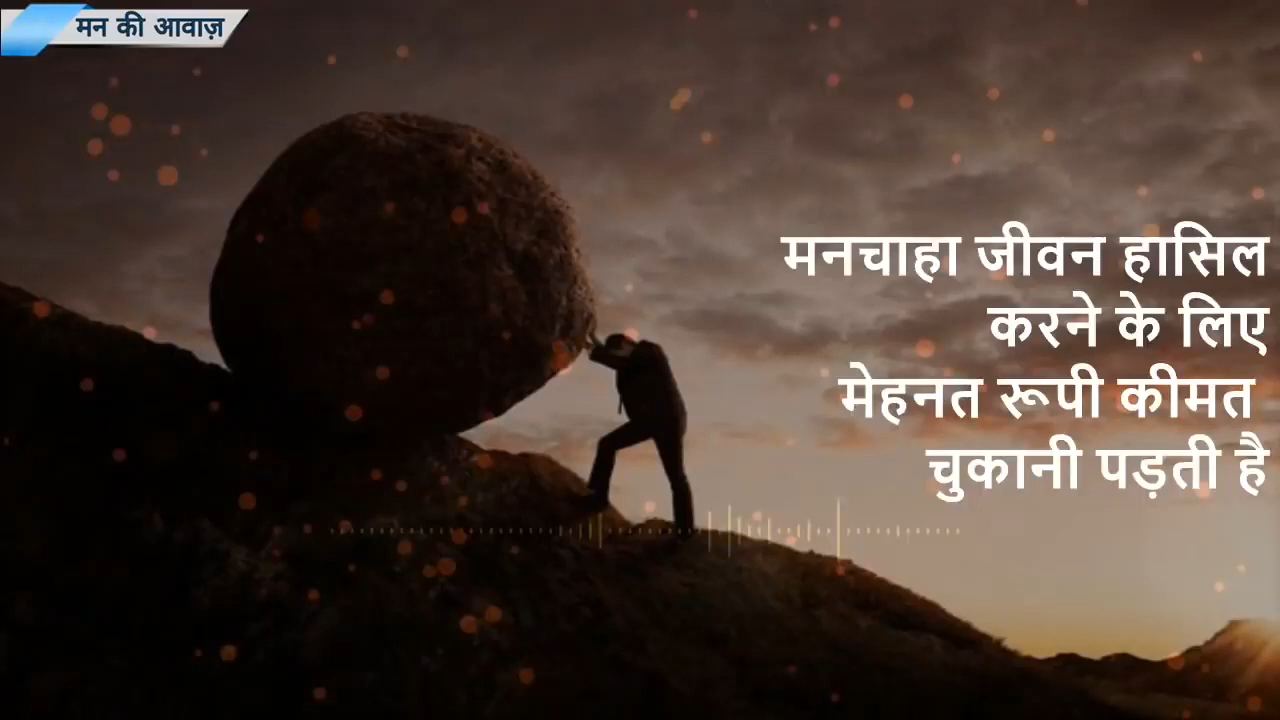 मन की आवाज़
मनचाहा जीवन हासिल
करने के लिए
मेहनत रूपी कीमत
चुकानी पड़ती है